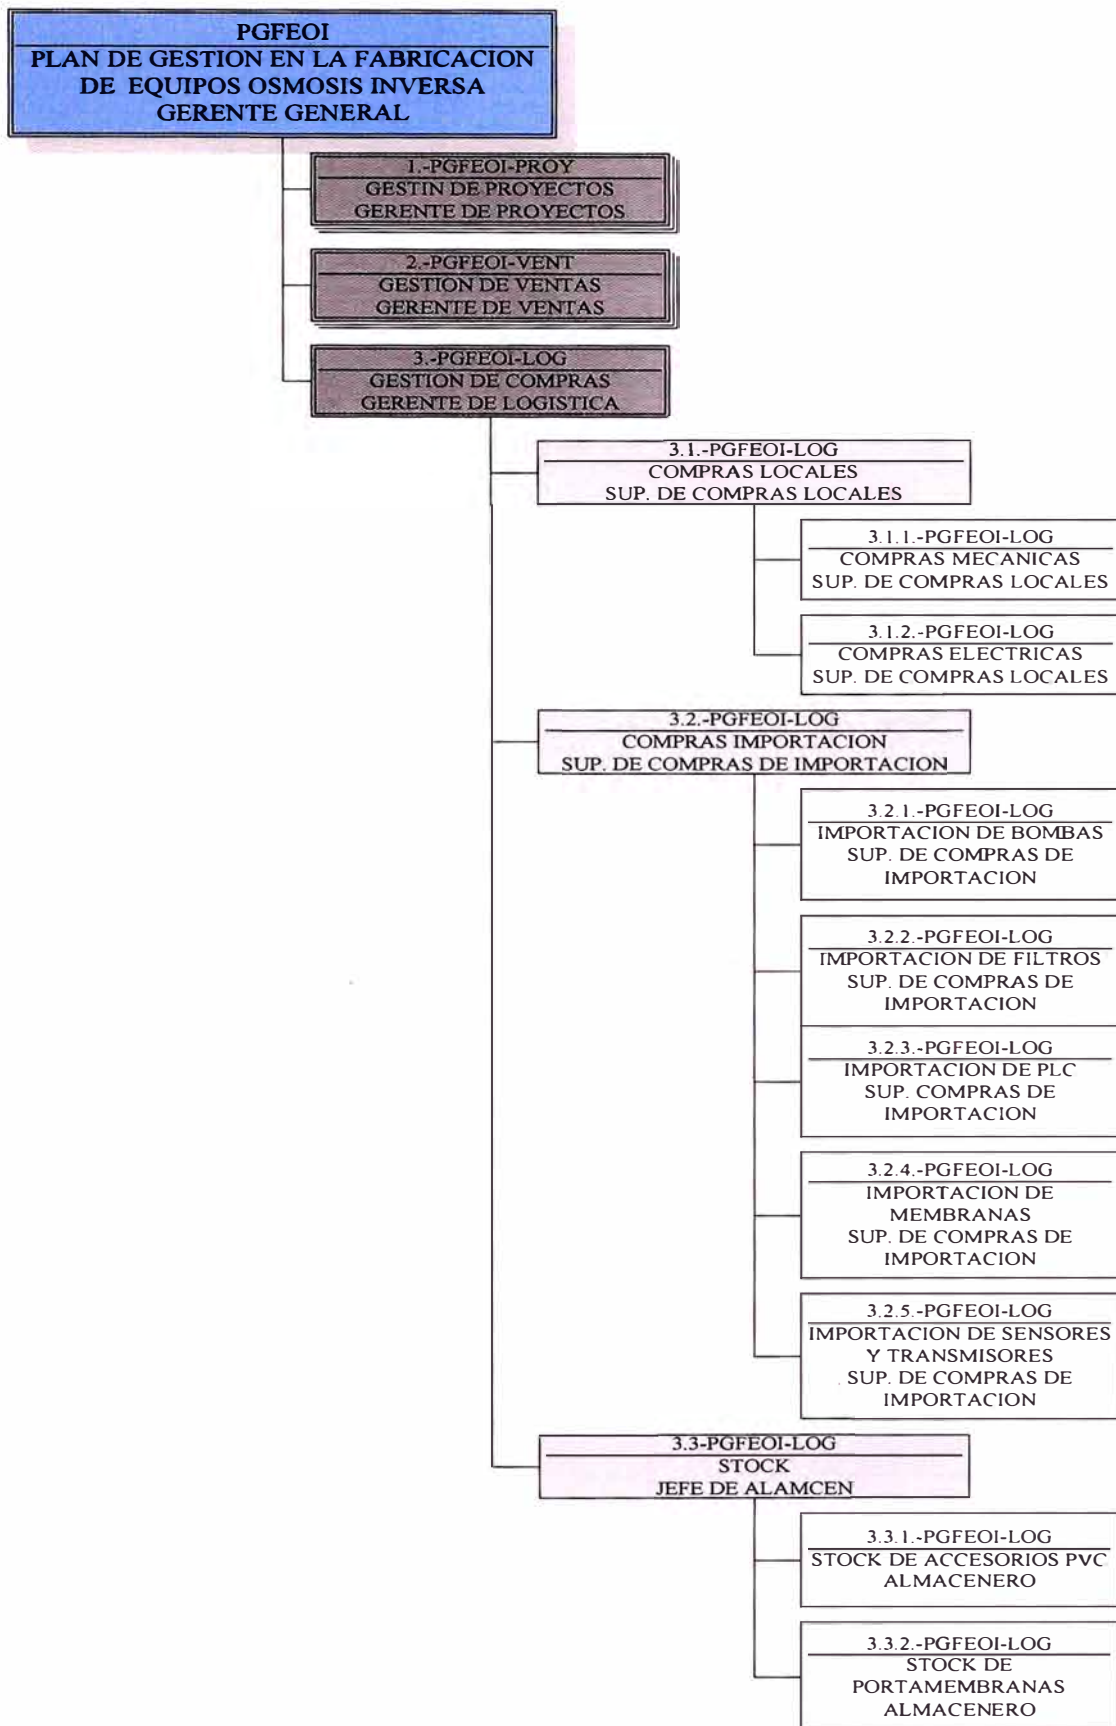 PGFEOI
PLAN DE GESTION EN LA FABRICACION
DE EQUIPOS OSMOSIS INVERSA
GERENTE GENERAL
1.-PGFEOI-PROY
GESTIN DE PROYECTOS
GERENTE DE PROYECTOS
2.-PGFEOI-VENT
GESTION DE VENTAS
GERENTE DE VENTAS
3.-PGFEOI-LOG
GESTION DE COMPRAS
GERENTE DE LOGISTICA
3.1.-PGFEOI-LOG
COMPRAS LOCALES
SUP. DE COMPRAS LOCALES
3.1.1.-PGFEOI-LOG
COMPRAS MECANICAS
SUP. DE COMPRAS LOCALES
3.1.2.-PGFEOI-LOG
COMPRAS ELECTRICAS
SUP. DE COMPRAS LOCALES
3.2.-PGFEOI-LOG
COMPRAS IMPORTACION
SUP. DE COMPRAS DE IMPORTACION
3.2.1.-PGFEOI-LOG
IMPORTACION DE BOMBAS
SUP. DE COMPRAS DE
IMPORTACION
3.2.2.-PGFEOI-LOG
IMPORTACION DE FILTROS
SUP. DE COMPRAS DE
IMPORTACION
3.2.3.-PGFEOI-LOG
IMPORTACION DE PLC
SUP. COMPRAS DE
IMPORTACION
3.2.4.-PGFEOI-LOG
IMPORTACION DE
MEMBRANAS
SUP. DE COMPRAS DE
IMPORTACION
3.2.5.-PGFEOI-LOG
IMPORTACION DE SENSORES
Y TRANSMISORES
SUP. DE COMPRAS DE
IMPORTACION
3.3-PGFEOI-LOG
STOCK
JEFE DE ALAMCEN
3.3.1.-PGFEOI-LOG
STOCK DE ACCESORIOS PVC
ALMACENERO
3.3.2.-PGFEOI-LOG
STOCK DE
PORTAMEMBRANAS
ALMACENERO